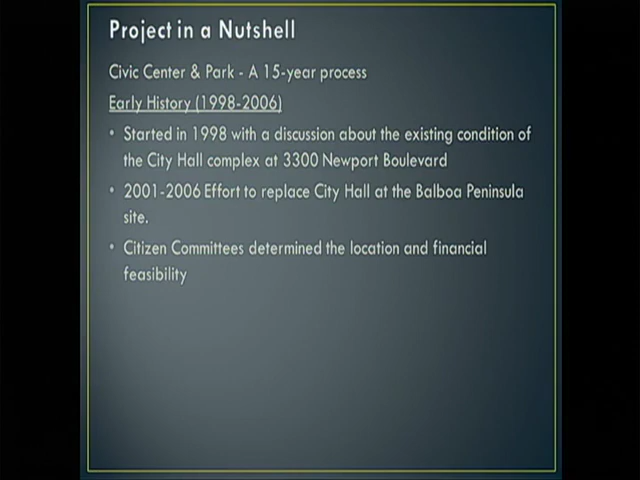 Project in a Nutshell
Civic Center & Park - A 15-year process
Early History (1998-2006)
• Started in 1998 with a discussion about the existing condition of
the City Hall complex at 3300 Newport Boulevard
• 2001-2006 Effort to replace City Hall at the Balboa Peninsula
site.
• Citizen Committees determined the location and financial
feasibility